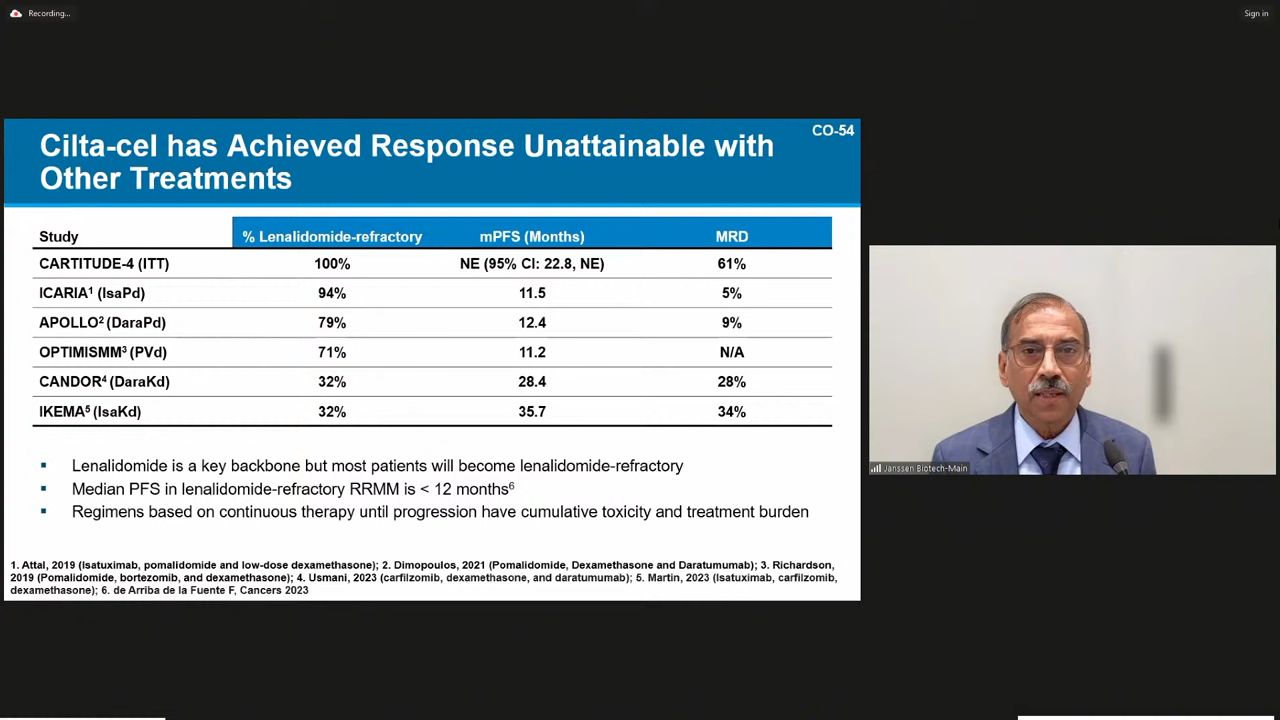 Recording...
Sign in
CO-54
Cilta-cel has Achieved Response Unattainable with
Other Treatments
Study % Lenalidomide-refractory mPFS (Months) MRD
CARTITUDE-4 (ITT) 100% NE (95% CI: 22.8, NE) 61%
ICARIA¹ (IsaPd) 94% 11.5 5%
APOLLO² (DaraPd) 79% 12.4 9%
OPTIMISMM³ (PVd) 71% 11.2 N/A
CANDOR⁴ (DaraKd) 32% 28.4 28%
IKEMA⁵ (IsaKd) 32% 35.7 34%
▪ Lenalidomide is a key backbone but most patients will become lenalidomide-refractory
▪ Median PFS in lenalidomide-refractory RRMM is < 12 months⁶
▪ Regimens based on continuous therapy until progression have cumulative toxicity and treatment burden
1. Attal, 2019 (Isatuximab, pomalidomide and low-dose dexamethasone); 2. Dimopoulos, 2021 (Pomalidomide, Dexamethasone and Daratumumab); 3. Richardson,
2019 (Pomalidomide, bortezomib, and dexamethasone); 4. Usmani, 2023 (carfilzomib, dexamethasone, and daratumumab); 5. Martin, 2023 (Isatuximab, carfilzomib,
dexamethasone); 6. de Arriba de la Fuente F, Cancers 2023
Janssen Biotech-Main